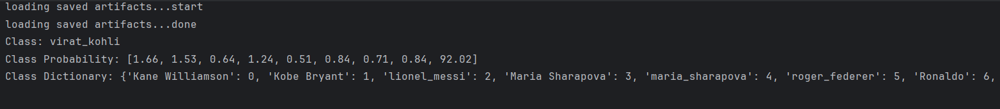 loading saved artifacts...start
loading saved artifacts...done
Class: virat_kohli
Class Probability: [1.66, 1.53, 0.64, 1.24, 0.51, 0.84, 0.71, 0.84, 92.02]
Class Dictionary: {'Kane Williamson': 0, 'Kobe Bryant': 1, 'lionel_messi': 2, 'Maria Sharapova': 3, 'maria_sharapova': 4, 'roger_federer': 5, 'Ronaldo': 6,